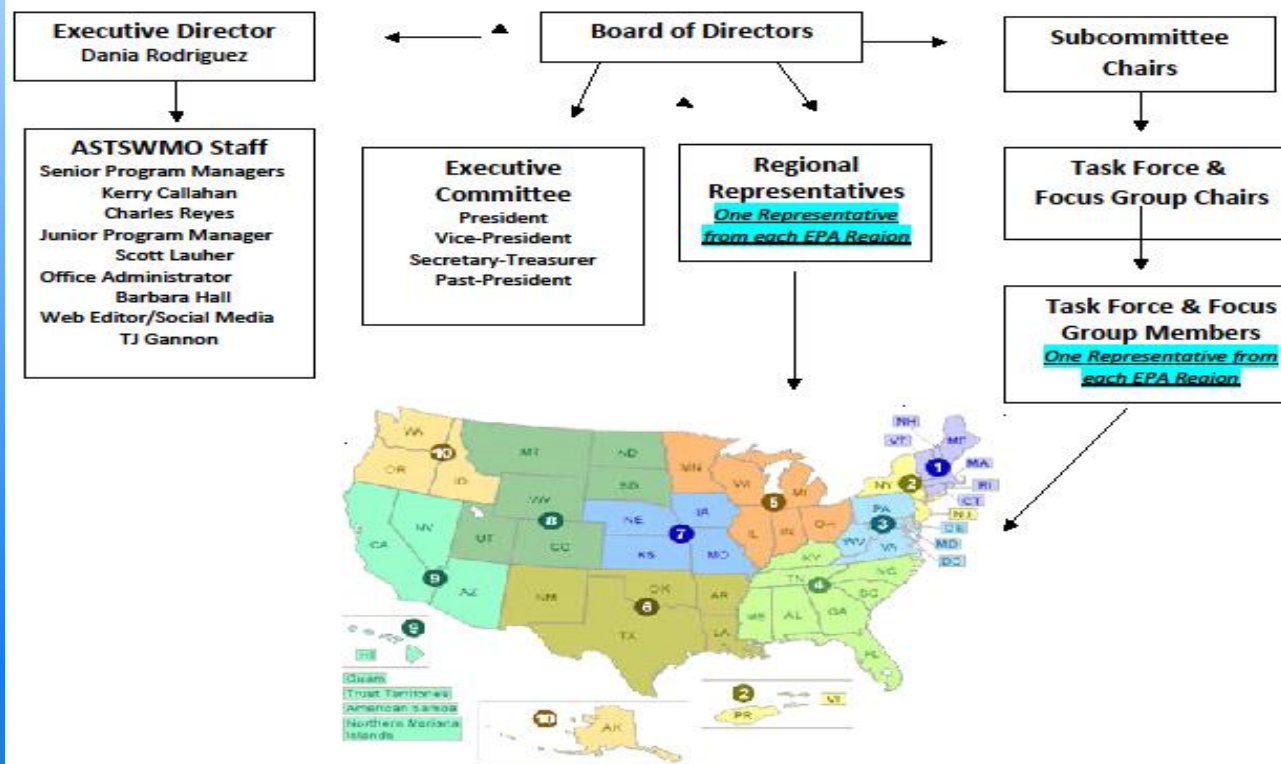 Executive Director
Dania Rodriguez
Board of Directors
Subcommittee
Chairs
ASTSWMO Staff
Senior Program Managers
Kerry Callahan
Charles Reyes
Junior Program Manager
Scott Lauher
Office Administrator
Barbara Hall
Web Editor/Social Media
TJ Gannon
Executive
Committee
President
Vice-President
Secretary-Treasurer
Past-President
Regional
Representatives
One Representative
from each EPA Region
Task Force &
Focus Group Chairs
Task Force & Focus
Group Members
One Representative from
each EPA Region
WA
10
OR
ID
MT
ND
SD
WY
8
UT
CO
MN
WI
MI
5
IL
IN
OH
NE
IA
7
KS
MO
NH
VT
ME
1
MA
RI
CT
NY
2
NJ
PA
3
DE
MD
DC
WV
VA
KY
TN
4
NC
SC
MS
AL
GA
FL
CA
NV
9
AZ
NM
OK
6
AR
TX
LA
9
HI
Guam
Trust Territories
American Samoa
Northern Mariana
Islands
10
AK
2
VI
PR